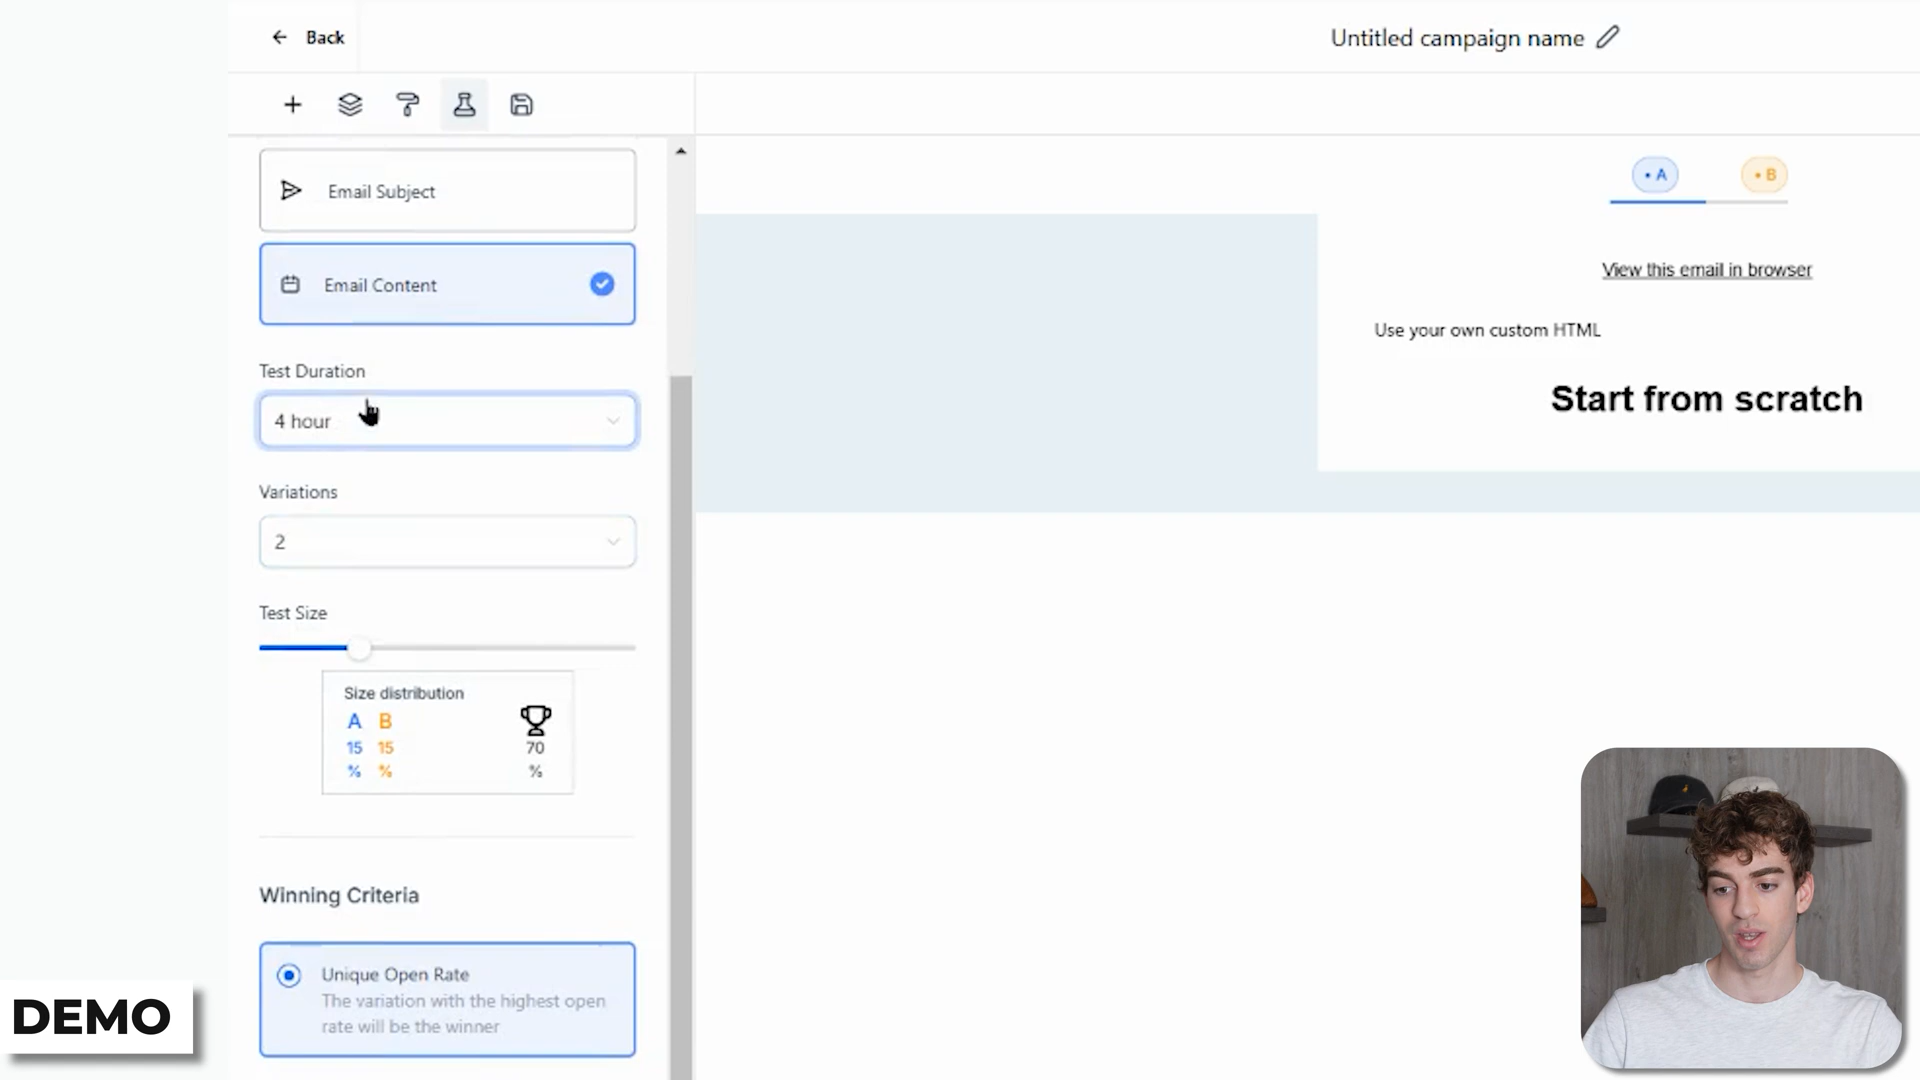 Back
Untitled campaign name
A
B
Email Subject
Email Content
View this email in browser
Use your own custom HTML
Start from scratch
Test Duration
4 hour
Variations
2
Test Size
Size distribution
A B
15 15 70
% % %
Winning Criteria
Unique Open Rate
The variation with the highest open
rate will be the winner
DEMO